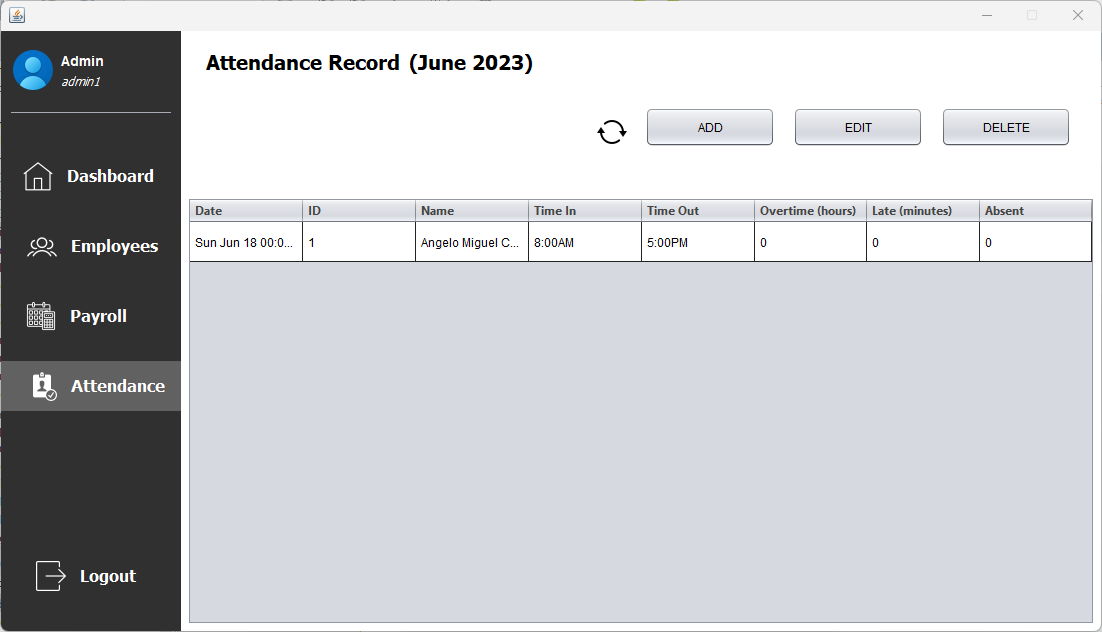 Admin
admin1
Dashboard
Employees
Payroll
Attendance
Logout
Attendance Record (June 2023)
ADD EDIT DELETE
Date ID Name Time In Time Out Overtime (hours) Late (minutes) Absent
Sun Jun 18 00:0... 1 Angelo Miguel C... 8:00AM 5:00PM 0 0 0